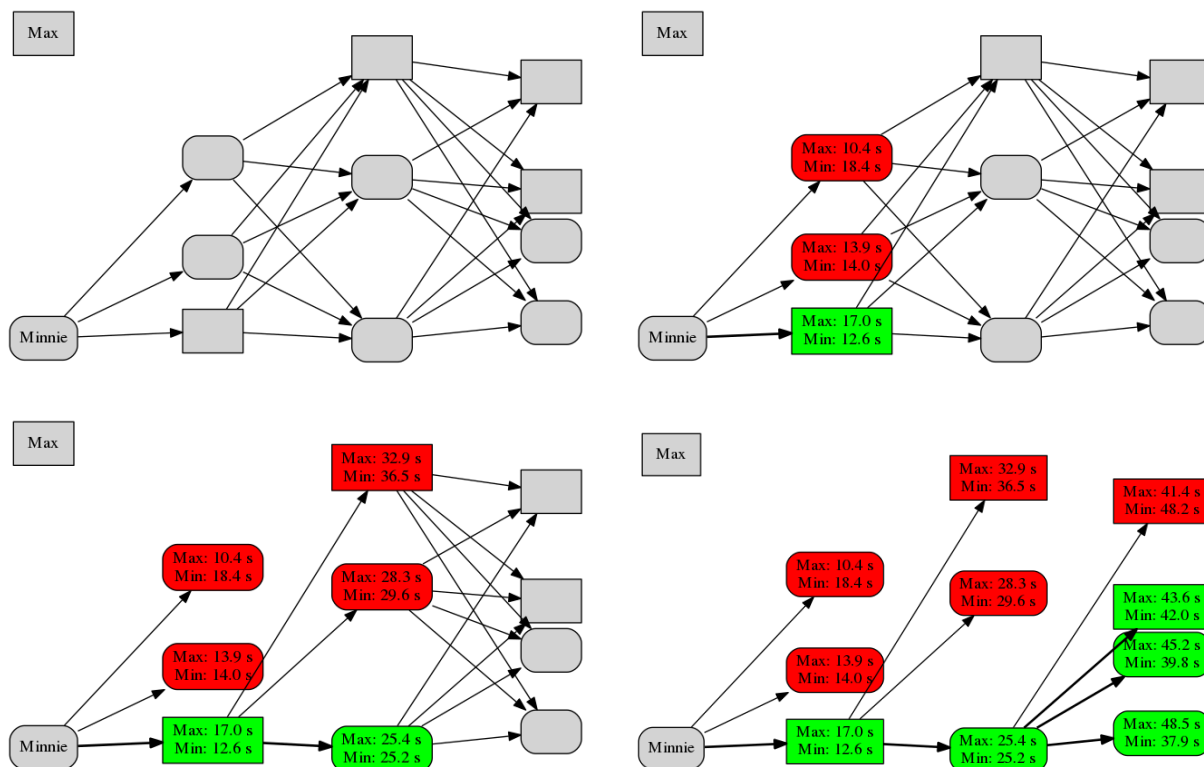 Max
Minnie
Max
Max: 10.4 s
Min: 18.4 s
Max: 13.9 s
Min: 14.0 s
Max: 17.0 s
Min: 12.6 s
Minnie
Max
Max: 32.9 s
Min: 36.5 s
Max: 10.4 s
Min: 18.4 s
Max: 28.3 s
Min: 29.6 s
Max: 13.9 s
Min: 14.0 s
Max: 17.0 s
Min: 12.6 s
Max: 25.4 s
Min: 25.2 s
Minnie
Max
Max: 32.9 s
Min: 36.5 s
Max: 41.4 s
Min: 48.2 s
Max: 10.4 s
Min: 18.4 s
Max: 28.3 s
Min: 29.6 s
Max: 43.6 s
Min: 42.0 s
Max: 13.9 s
Min: 14.0 s
Max: 45.2 s
Min: 39.8 s
Max: 17.0 s
Min: 12.6 s
Max: 25.4 s
Min: 25.2 s
Max: 48.5 s
Min: 37.9 s
Minnie